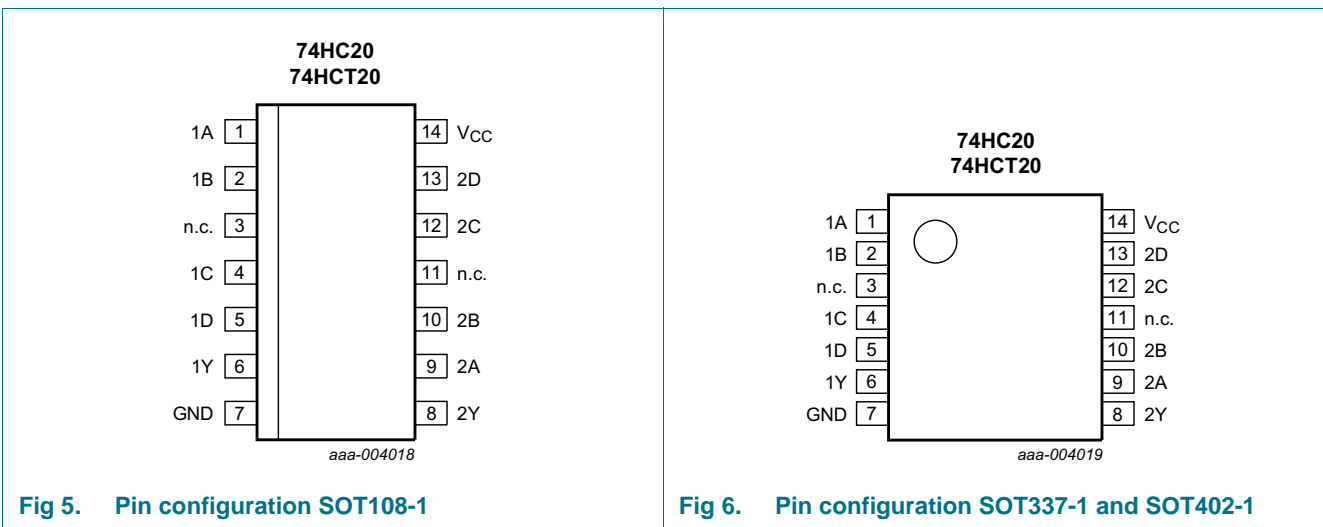 74HC20
74HCT20
1A 1 14 VCC
1B 2 13 2D
n.c. 3 12 2C
1C 4 11 n.c.
1D 5 10 2B
1Y 6 9 2A
GND 7 8 2Y
aaa-004018
Fig 5. Pin configuration SOT108-1
74HC20
74HCT20
1A 1 14 VCC
1B 2 13 2D
n.c. 3 12 2C
1C 4 11 n.c.
1D 5 10 2B
1Y 6 9 2A
GND 7 8 2Y
aaa-004019
Fig 6. Pin configuration SOT337-1 and SOT402-1